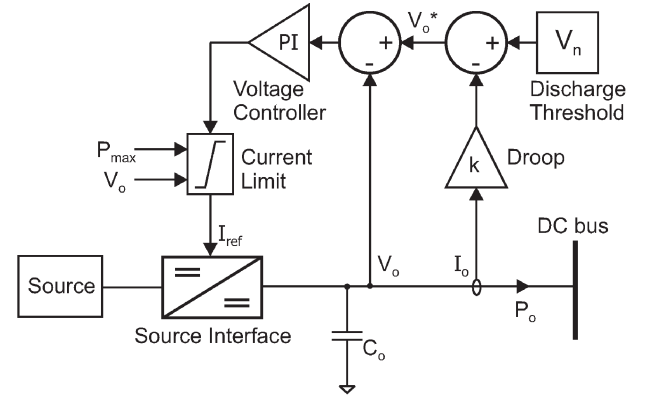 PI
+
-
Vo*
+
-
Vn
Voltage
Controller
Discharge
Threshold
Pmax
Vo
Current
Limit
k
Droop
Iref
DC bus
Source
Vo
Io
Po
Source Interface
Co